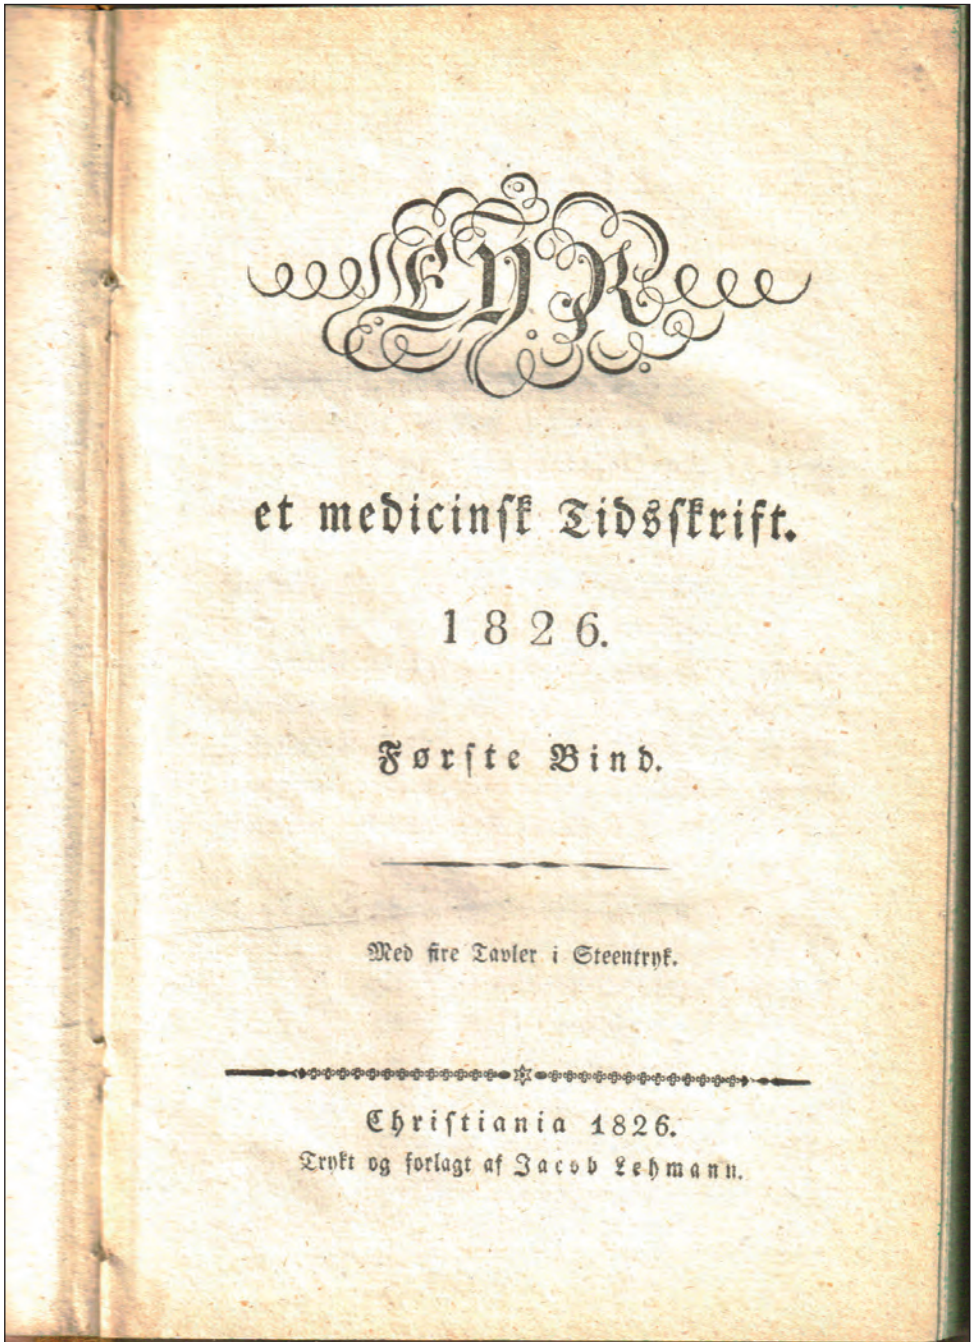 EYR
et medicinsk Tidsskrift.
1826.
Første Bind.
Med fire Tavler i Steentryk.
Christiania 1826.
Trykt og forlagt af Jacob Lehmann.